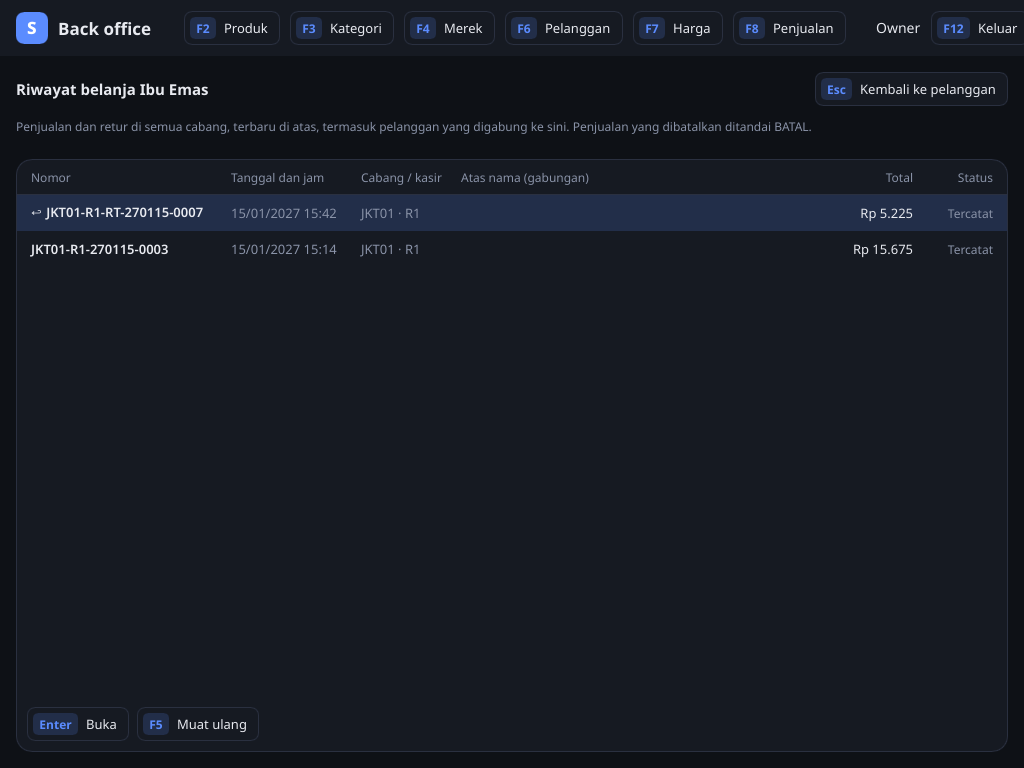 S Back office F2 Produk F3 Kategori F4 Merek F6 Pelanggan F7 Harga F8 Penjualan Owner F12 Keluar
Riwayat belanja Ibu Emas Esc Kembali ke pelanggan
Penjualan dan retur di semua cabang, terbaru di atas, termasuk pelanggan yang digabung ke sini. Penjualan yang dibatalkan ditandai BATAL.
Nomor Tanggal dan jam Cabang / kasir Atas nama (gabungan) Total Status
↩ JKT01-R1-RT-270115-0007 15/01/2027 15:42 JKT01 · R1 Rp 5.225 Tercatat
JKT01-R1-270115-0003 15/01/2027 15:14 JKT01 · R1 Rp 15.675 Tercatat
Enter Buka F5 Muat ulang